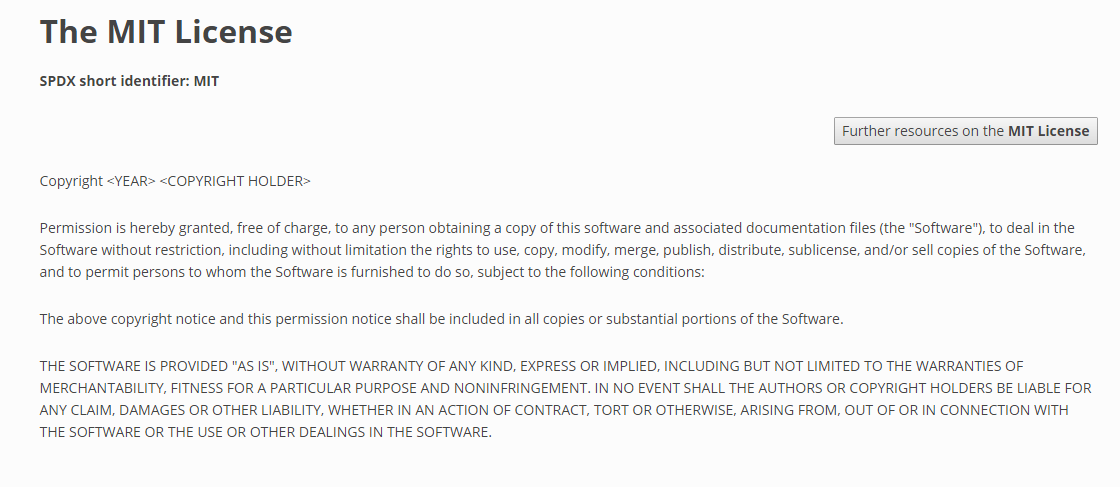 The MIT License
SPDX short identifier: MIT
Further resources on the MIT License
Copyright <YEAR> <COPYRIGHT HOLDER>
Permission is hereby granted, free of charge, to any person obtaining a copy of this software and associated documentation files (the "Software"), to deal in the
Software without restriction, including without limitation the rights to use, copy, modify, merge, publish, distribute, sublicense, and/or sell copies of the Software,
and to permit persons to whom the Software is furnished to do so, subject to the following conditions:
The above copyright notice and this permission notice shall be included in all copies or substantial portions of the Software.
THE SOFTWARE IS PROVIDED "AS IS", WITHOUT WARRANTY OF ANY KIND, EXPRESS OR IMPLIED, INCLUDING BUT NOT LIMITED TO THE WARRANTIES OF
MERCHANTABILITY, FITNESS FOR A PARTICULAR PURPOSE AND NONINFRINGEMENT. IN NO EVENT SHALL THE AUTHORS OR COPYRIGHT HOLDERS BE LIABLE FOR
ANY CLAIM, DAMAGES OR OTHER LIABILITY, WHETHER IN AN ACTION OF CONTRACT, TORT OR OTHERWISE, ARISING FROM, OUT OF OR IN CONNECTION WITH
THE SOFTWARE OR THE USE OR OTHER DEALINGS IN THE SOFTWARE.